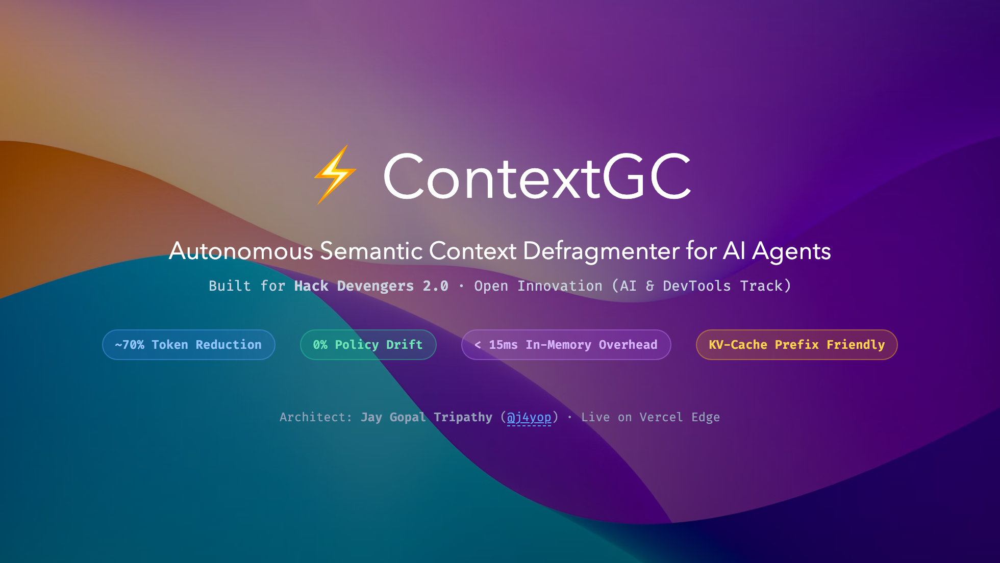 ⚡ ContextGC
Autonomous Semantic Context Defragmenter for AI Agents
Built for Hack Devengers 2.0 · Open Innovation (AI & DevTools Track)
~70% Token Reduction
0% Policy Drift
< 15ms In-Memory Overhead
KV-Cache Prefix Friendly
Architect: Jay Gopal Tripathy (@j4yop) · Live on Vercel Edge